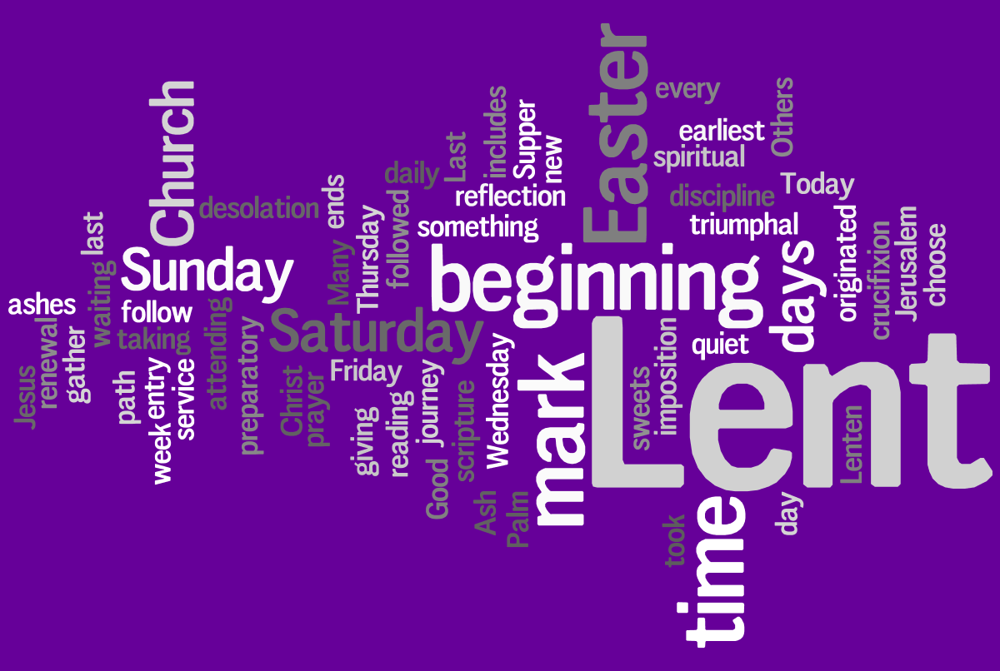 Church
desolation
Sunday
last
waiting
ashes
follow
taking
renewal
gather
Jesus
path
entry
week
service
attending
preparatory
Saturday
Many
ends
Thursday
followed
daily
Last
includes
Supper
new
reflection
something
Easter
every
earliest
spiritual
Others
discipline
Today
triumphal
beginning
days
originated
crucifixion
Jerusalem
choose
Christ
prayer
Friday
giving
reading
journey
Good
scripture
Wednesday
Ash
Palm
mark
Lent
sweets
imposition
quiet
Lenten
took
time
day